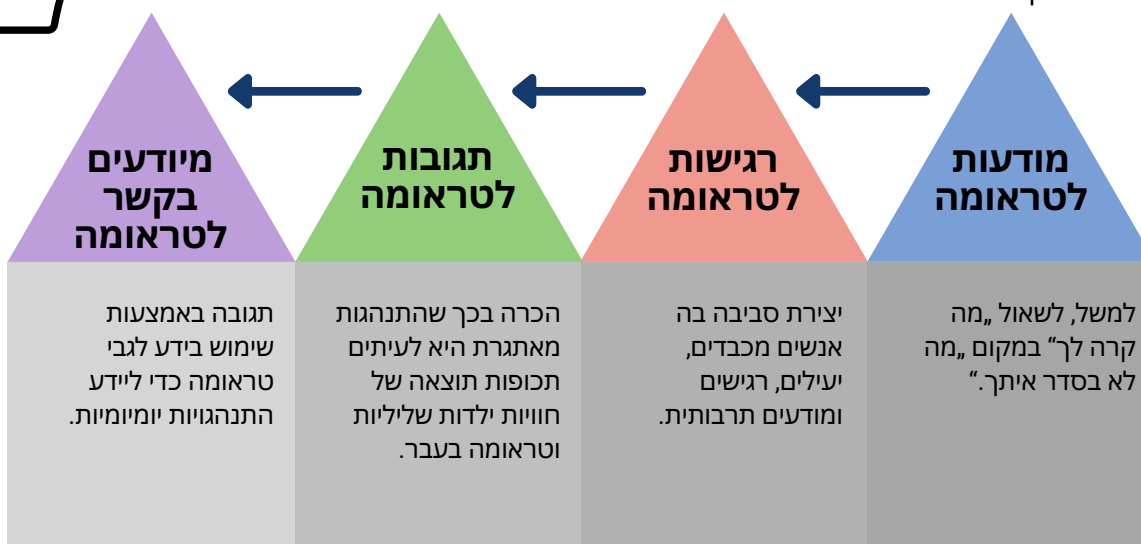 מודעות
לטראומה
למשל, לשאול „מה
קרה לך“ במקום „מה
לא בסדר איתך.“
רגישות
לטראומה
יצירת סביבה בה
אנשים מכבדים,
יעילים, רגישים
ומודעים תרבותית.
תגובות
לטראומה
הכרה בכך שהתנהגות
מאתגרת היא לעיתים
תכופות תוצאה של
חוויות ילדות שליליות
וטראומה בעבר.
מיודעים
בקשר
לטראומה
תגובה באמצעות
שימוש בידע לגבי
טראומה כדי ליידע
התנהגויות יומיומיות.